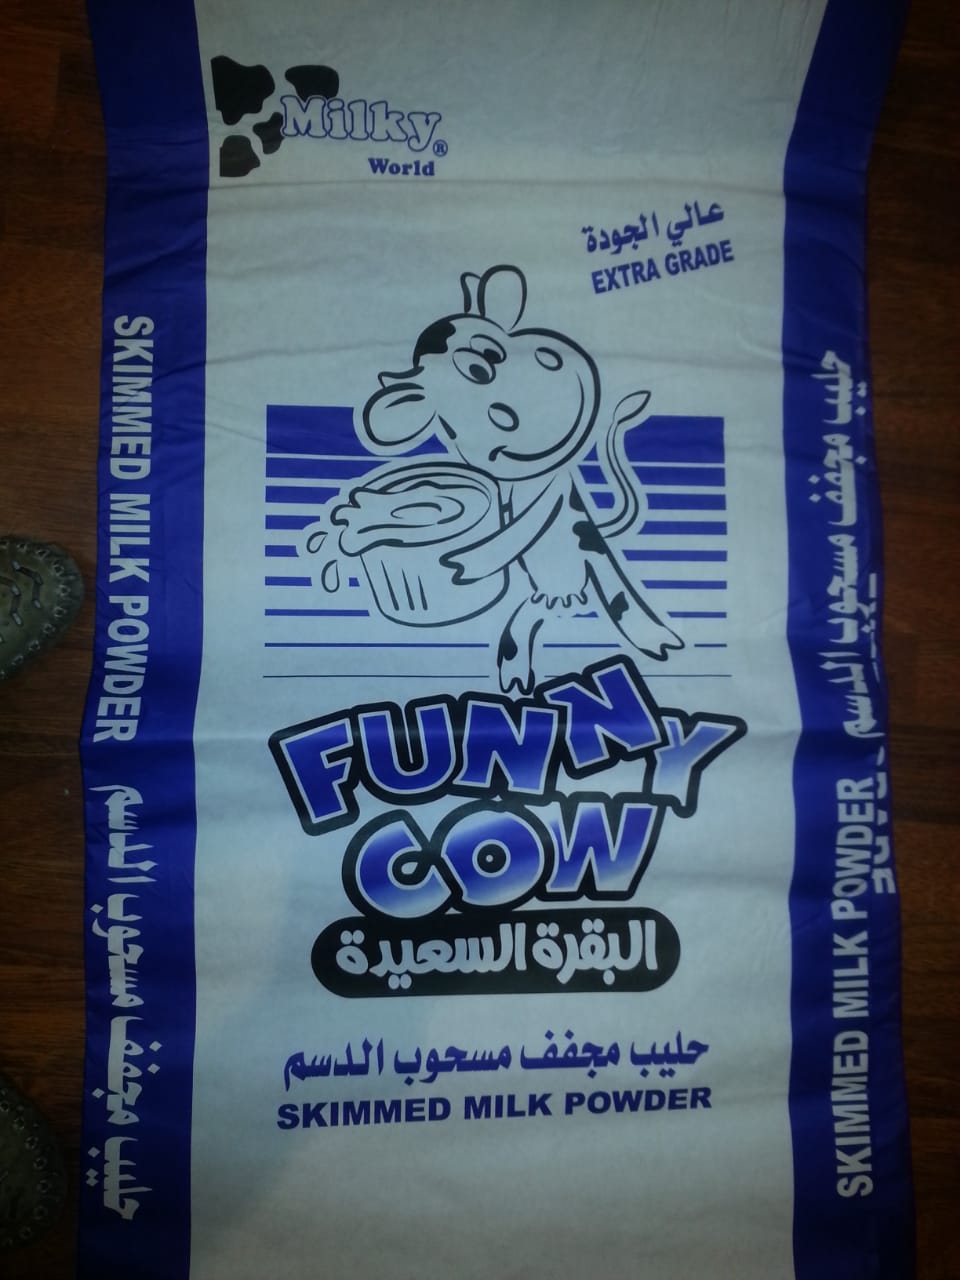 Milky®
World
عالي الجودة
EXTRA GRADE
SKIMMED MILK POWDER حليب مجفف مسحوب الدسم
FUNNY
COW
البقرة السعيدة
حليب مجفف مسحوب الدسم
SKIMMED MILK POWDER
SKIMMED MILK POWDER حليب مجفف مسحوب الدسم